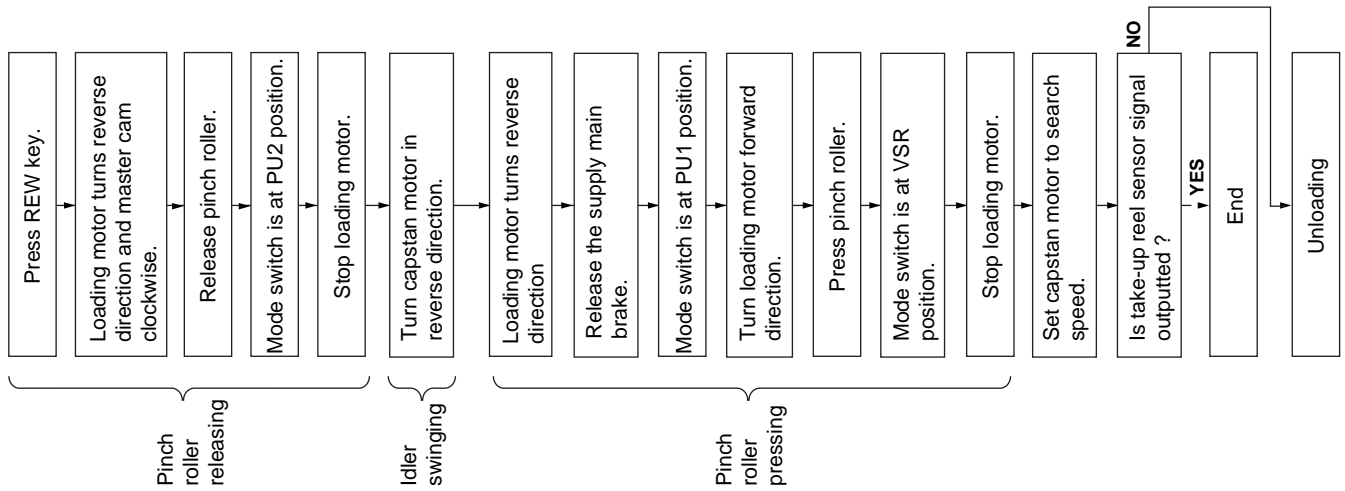 Press REW key.
Loading motor turns reverse
direction and master cam
clockwise.
Release pinch roller.
Mode switch is at PU2 position.
Stop loading motor.
Pinch
roller
releasing
Turn capstan motor in
reverse direction.
Idler
swinging
Loading motor turns reverse
direction
Release the supply main
brake.
Mode switch is at PU1 position.
Turn loading motor forward
direction.
Press pinch roller.
Mode switch is at VSR
position.
Stop loading motor.
Pinch
roller
pressing
Set capstan motor to search
speed.
Is take-up reel sensor signal
outputted ?
NO
YES
End
Unloading